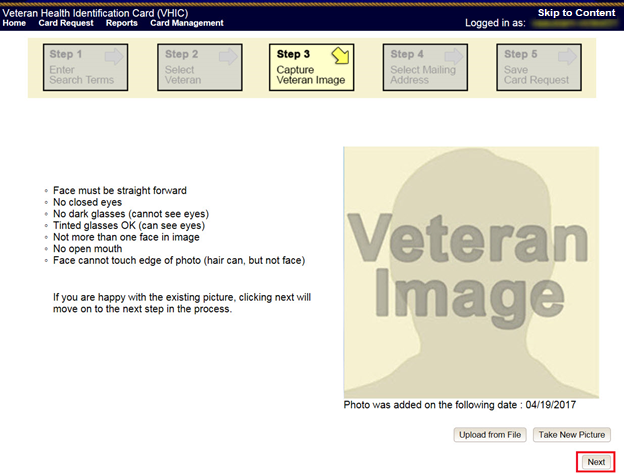 Veteran Health Identification Card (VHIC)
Skip to Content
Home Card Request Reports Card Management
Logged in as:
Step 1
Enter
Search Terms
Step 2
Select
Veteran
Step 3
Capture
Veteran Image
Step 4
Select Mailing
Address
Step 5
Save
Card Request
Face must be straight forward
No closed eyes
No dark glasses (cannot see eyes)
Tinted glasses OK (can see eyes)
Not more than one face in image
No open mouth
Face cannot touch edge of photo (hair can, but not face)
If you are happy with the existing picture, clicking next will
move on to the next step in the process.
Veteran
Image
Photo was added on the following date : 04/19/2017
Upload from File
Take New Picture
Next